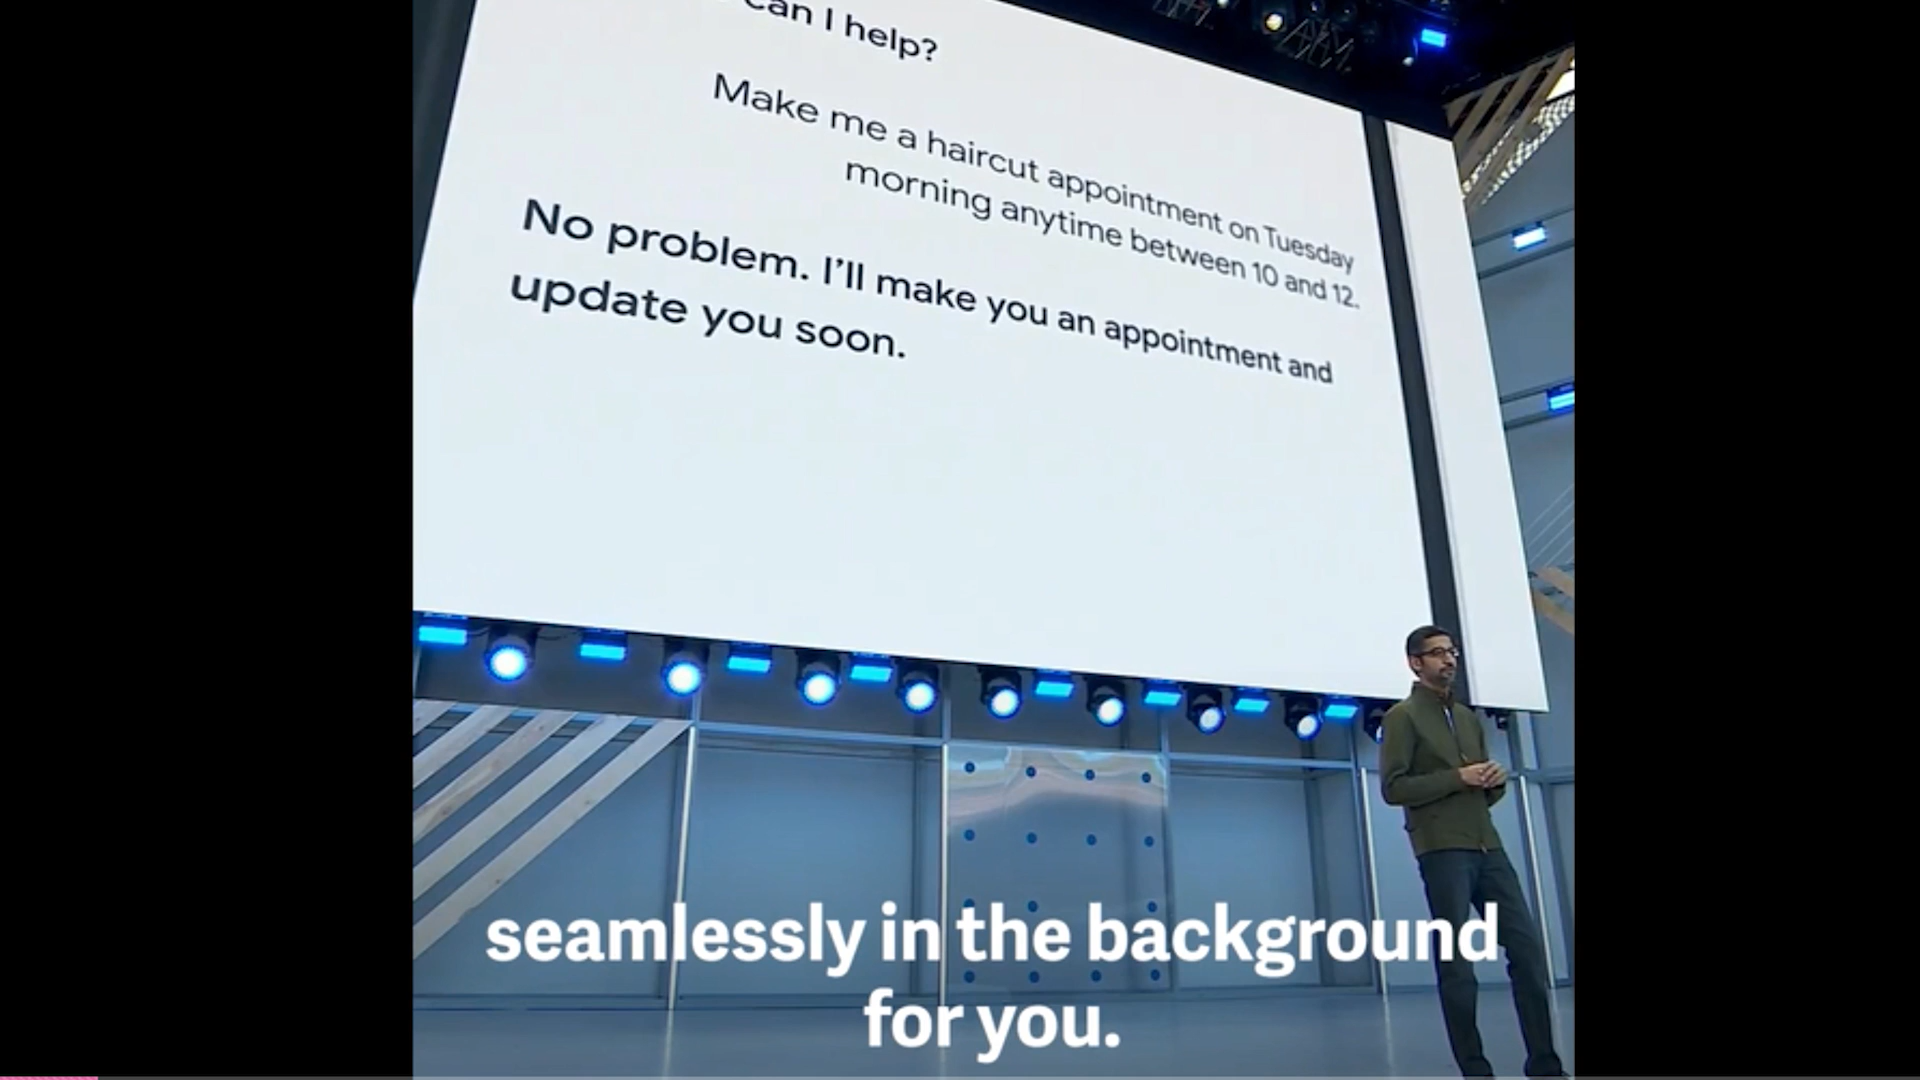 can I help?
Make me a haircut appointment on Tuesday
morning anytime between 10 and 12.
No problem. I'll make you an appointment and
update you soon.
seamlessly in the background
for you.